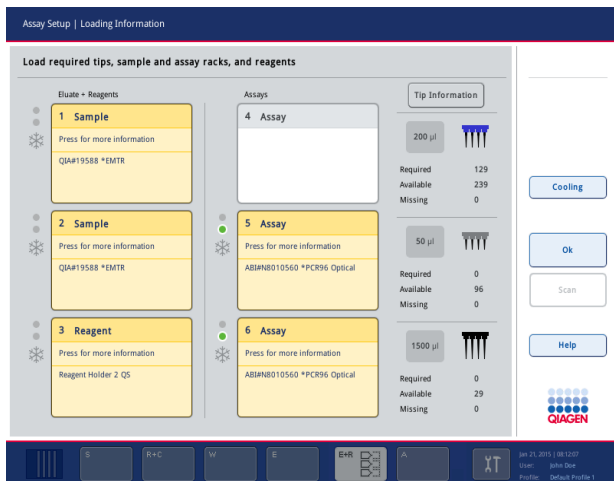 Assay Setup | Loading Information
Load required tips, sample and assay racks, and reagents
Eluate + Reagents
Assays
Tip Information
1 Sample
Press for more information
QIA#19588 *EMTR
4 Assay
200 µl
Required 129
Available 239
Missing 0
2 Sample
Press for more information
QIA#19588 *EMTR
5 Assay
Press for more information
ABI#N8010560 *PCR96 Optical
50 µl
Required 0
Available 96
Missing 0
3 Reagent
Press for more information
Reagent Holder 2 QS
6 Assay
Press for more information
ABI#N8010560 *PCR96 Optical
1500 µl
Required 0
Available 29
Missing 0
Cooling
Ok
Scan
Help
QIAGEN
S
R+C
W
E
E+R
A
Jan 21, 2015 | 08:12:07
User: John Doe
Profile: Default Profile 1